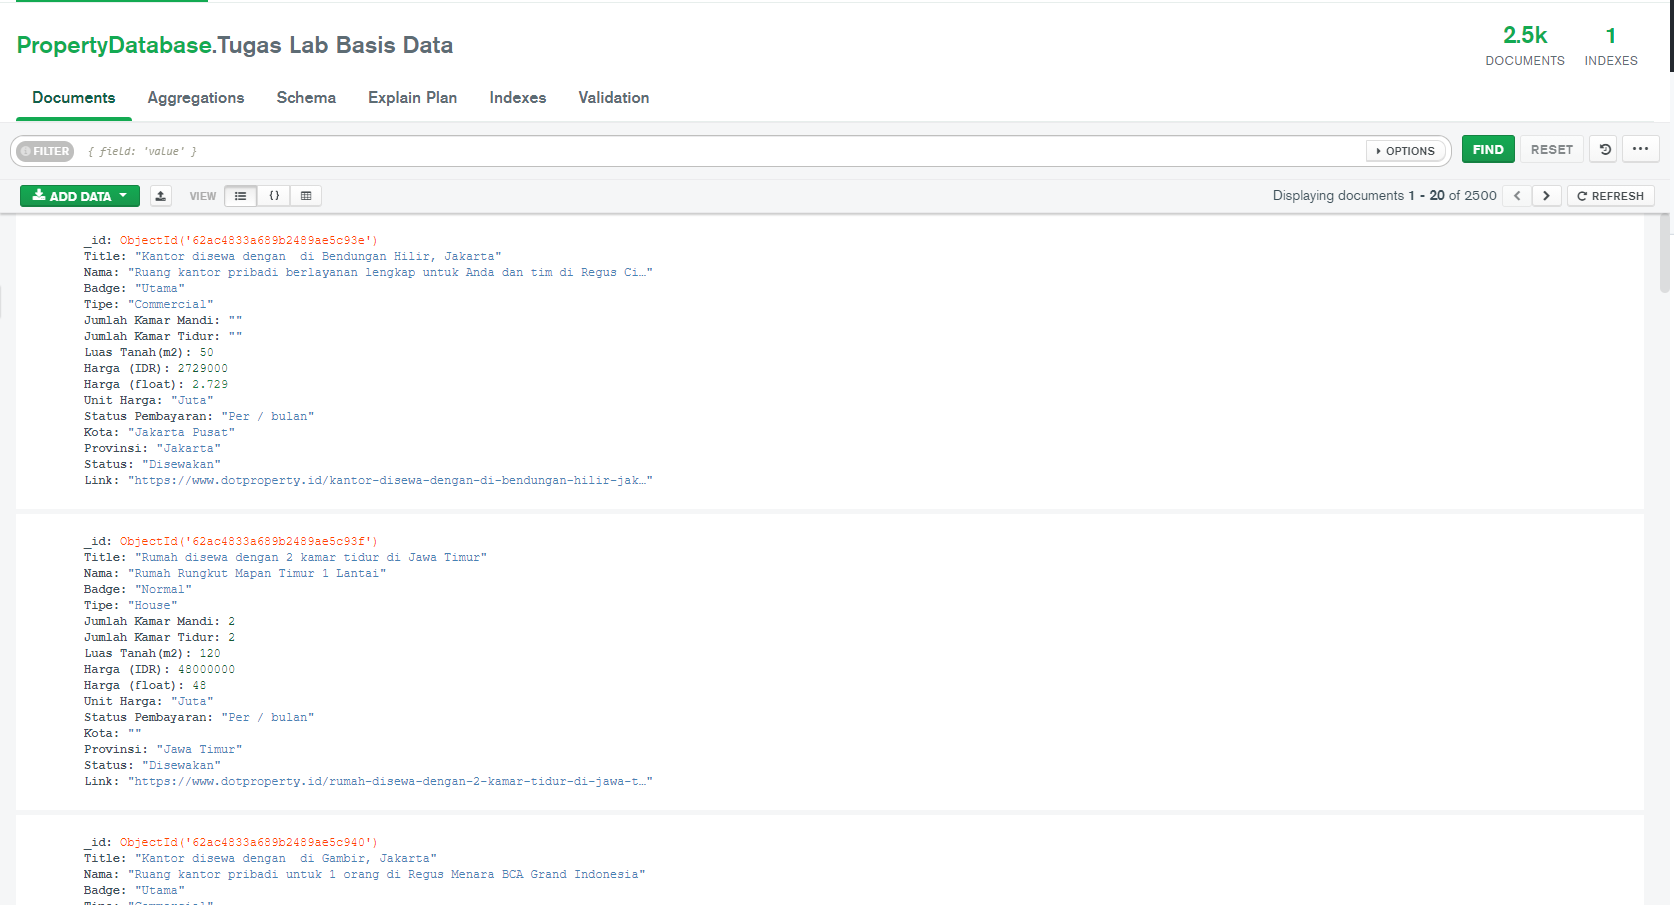 PropertyDatabase.Tugas Lab Basis Data
2.5k DOCUMENTS 1 INDEXES
Documents Aggregations Schema Explain Plan Indexes Validation
FILTER { field: 'value' } OPTIONS FIND RESET ...
ADD DATA VIEW {} Displaying documents 1 - 20 of 2500 < > REFRESH
_id: ObjectId('62ac4833a689b2489ae5c93e')
Title: "Kantor disewa dengan  di Bendungan Hilir, Jakarta"
Nama: "Ruang kantor pribadi berlayanan lengkap untuk Anda dan tim di Regus Ci…"
Badge: "Utama"
Tipe: "Commercial"
Jumlah Kamar Mandi: ""
Jumlah Kamar Tidur: ""
Luas Tanah(m2): 50
Harga (IDR): 2729000
Harga (float): 2.729
Unit Harga: "Juta"
Status Pembayaran: "Per / bulan"
Kota: "Jakarta Pusat"
Provinsi: "Jakarta"
Status: "Disewakan"
Link: "https://www.dotproperty.id/kantor-disewa-dengan-di-bendungan-hilir-jak…"
_id: ObjectId('62ac4833a689b2489ae5c93f')
Title: "Rumah disewa dengan 2 kamar tidur di Jawa Timur"
Nama: "Rumah Rungkut Mapan Timur 1 Lantai"
Badge: "Normal"
Tipe: "House"
Jumlah Kamar Mandi: 2
Jumlah Kamar Tidur: 2
Luas Tanah(m2): 120
Harga (IDR): 48000000
Harga (float): 48
Unit Harga: "Juta"
Status Pembayaran: "Per / bulan"
Kota: ""
Provinsi: "Jawa Timur"
Status: "Disewakan"
Link: "https://www.dotproperty.id/rumah-disewa-dengan-2-kamar-tidur-di-jawa-t…"
_id: ObjectId('62ac4833a689b2489ae5c940')
Title: "Kantor disewa dengan  di Gambir, Jakarta"
Nama: "Ruang kantor pribadi untuk 1 orang di Regus Menara BCA Grand Indonesia"
Badge: "Utama"